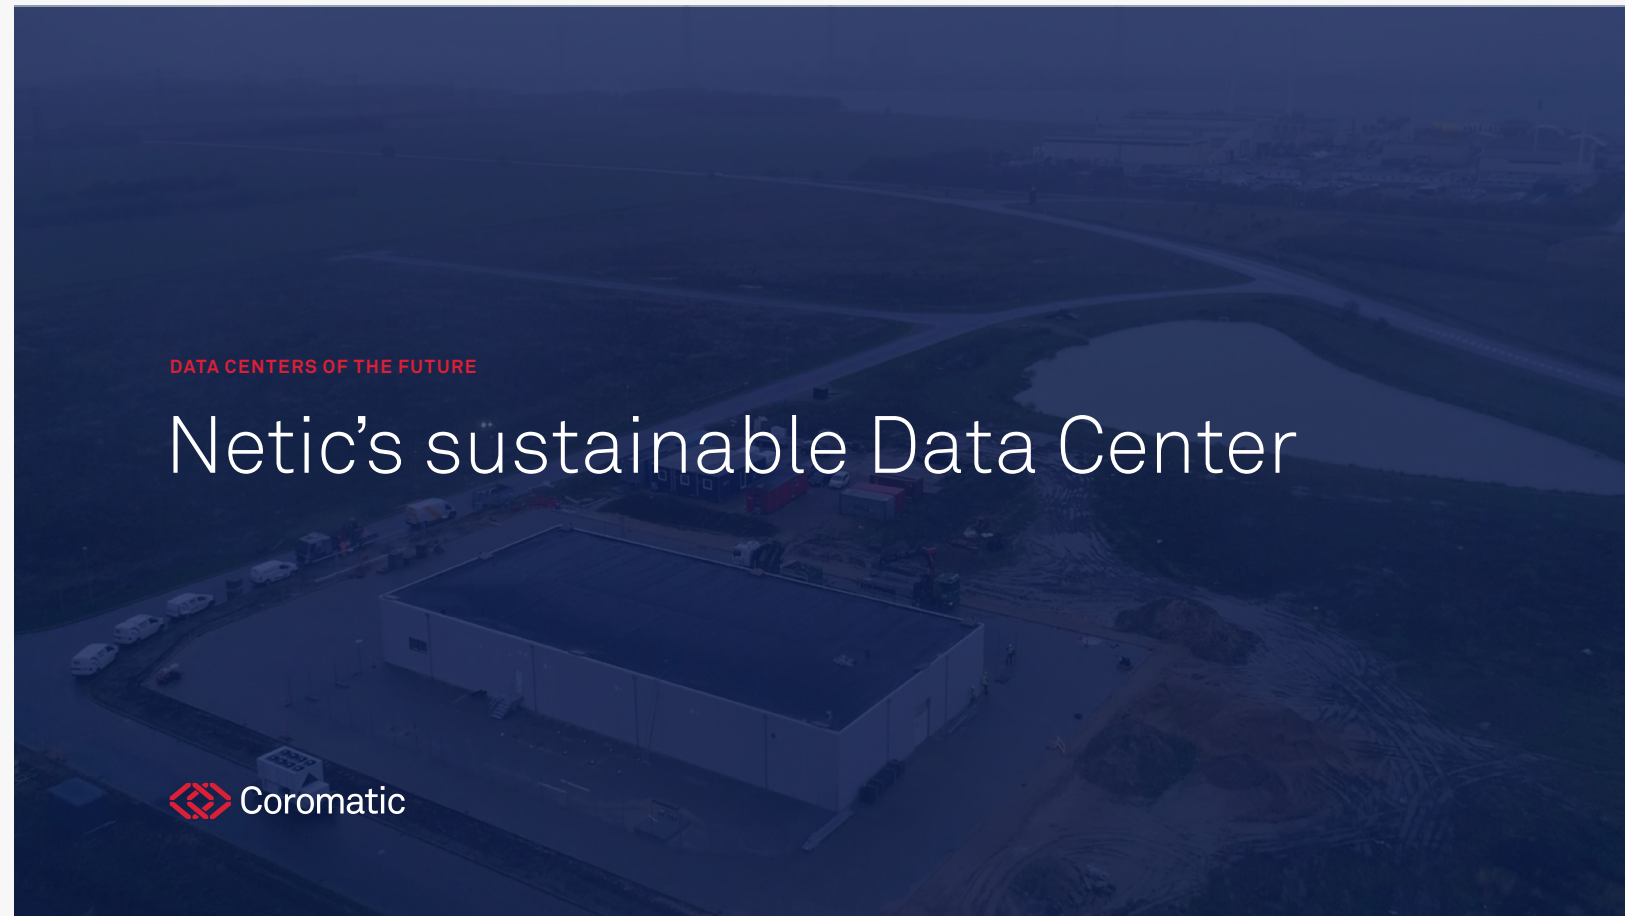 DATA CENTERS OF THE FUTURE
Netic’s sustainable Data Center
Coromatic